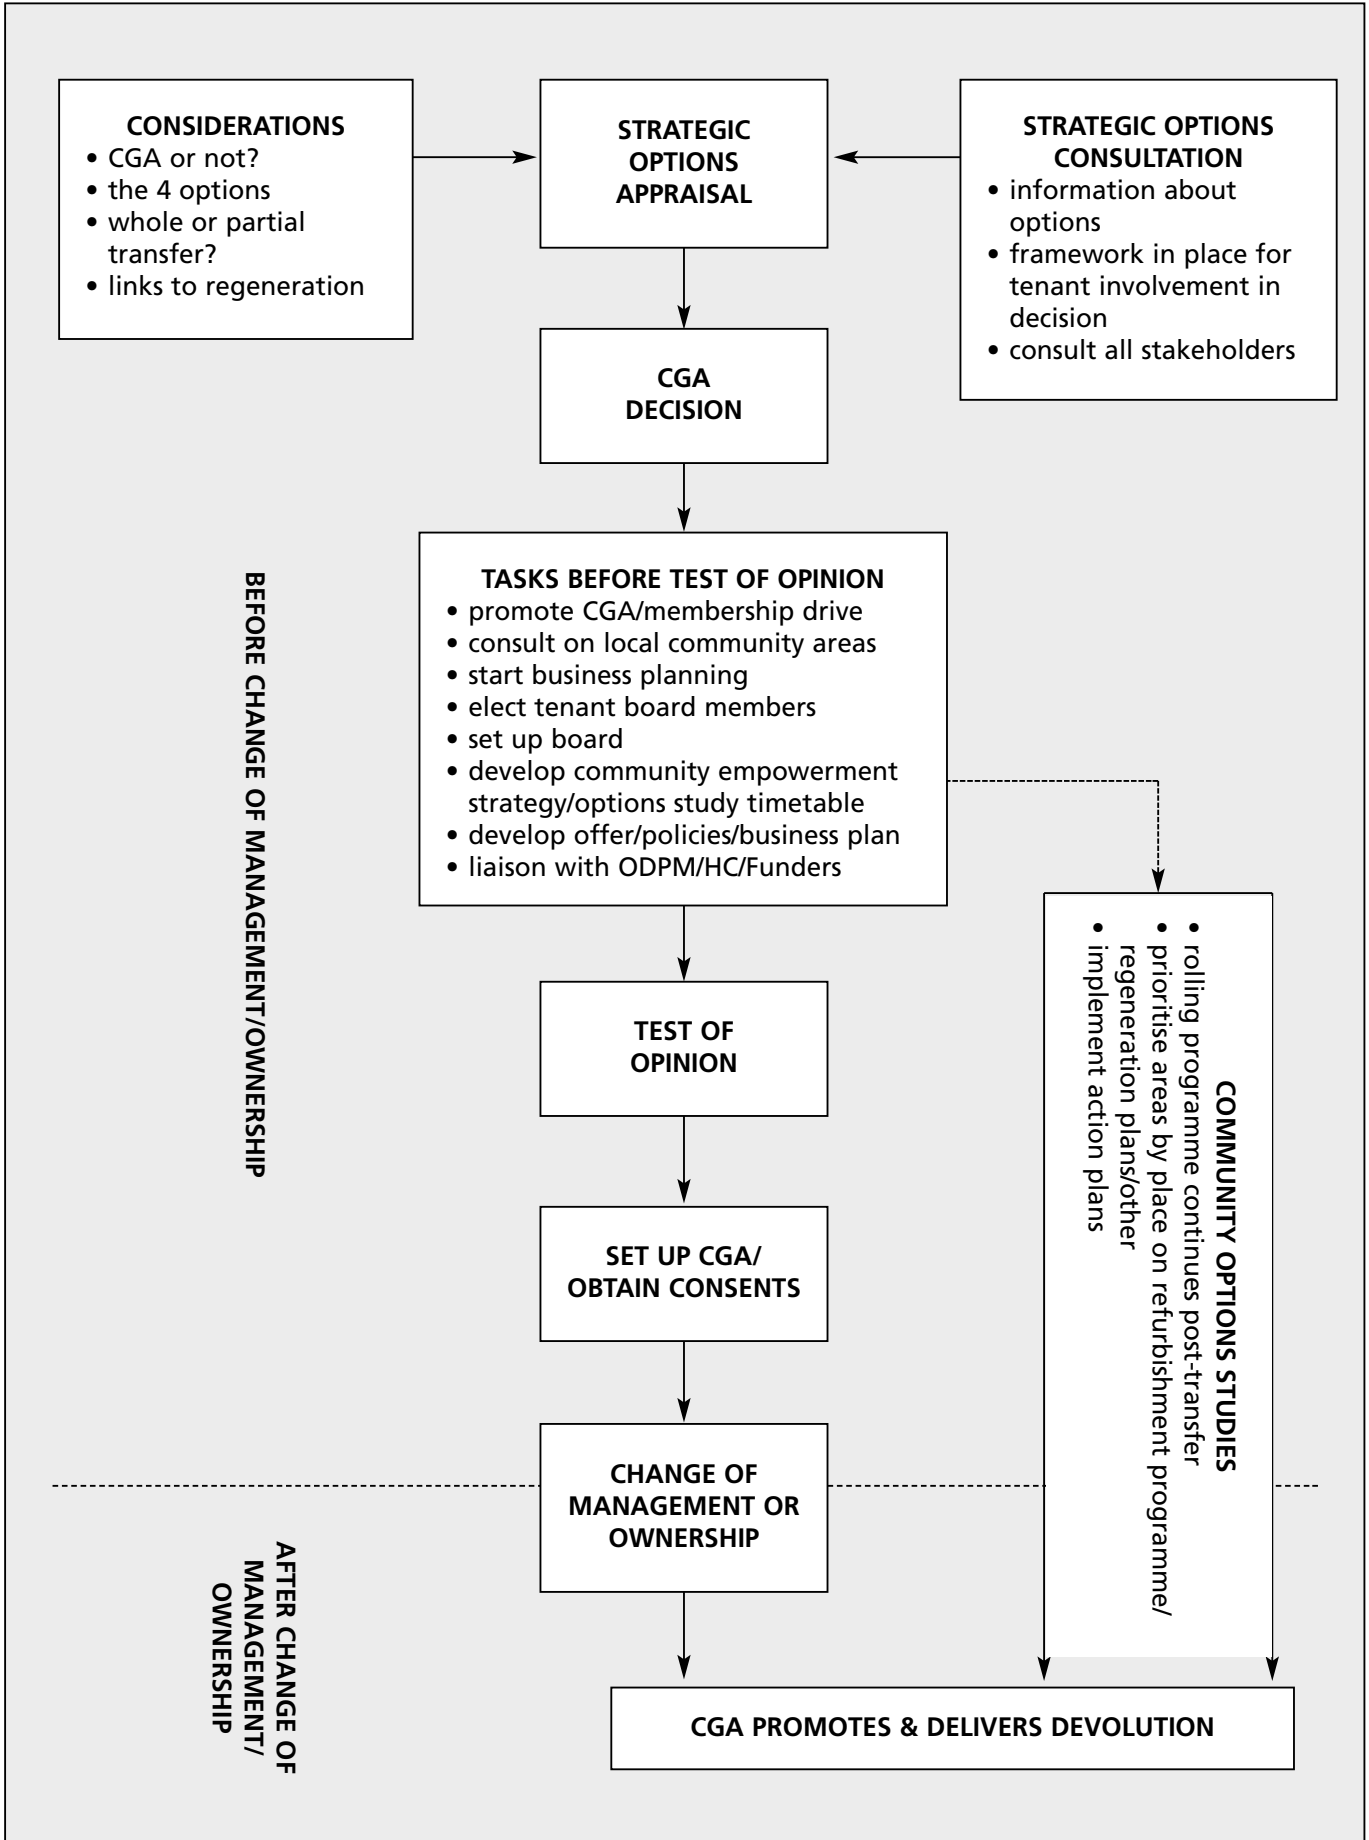 CONSIDERATIONS
• CGA or not?
• the 4 options
• whole or partial
transfer?
• links to regeneration
STRATEGIC
OPTIONS
APPRAISAL
STRATEGIC OPTIONS
CONSULTATION
• information about
options
• framework in place for
tenant involvement in
decision
• consult all stakeholders
CGA
DECISION
TASKS BEFORE TEST OF OPINION
• promote CGA/membership drive
• consult on local community areas
• start business planning
• elect tenant board members
• set up board
• develop community empowerment
strategy/options study timetable
• develop offer/policies/business plan
• liaison with ODPM/HC/Funders
BEFORE CHANGE OF MANAGEMENT/OWNERSHIP
TEST OF
OPINION
COMMUNITY OPTIONS STUDIES
• rolling programme continues post-transfer
• prioritise areas by place on refurbishment programme/
regeneration plans/other
• implement action plans
SET UP CGA/
OBTAIN CONSENTS
CHANGE OF
MANAGEMENT OR
OWNERSHIP
AFTER CHANGE OF
MANAGEMENT/
OWNERSHIP
CGA PROMOTES & DELIVERS DEVOLUTION